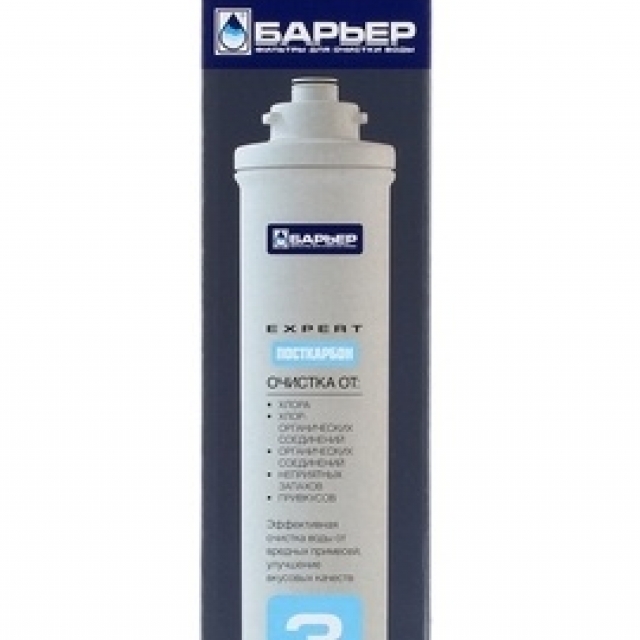 БАРЬЕР
ФИЛЬТРЫ ДЛЯ ОЧИСТКИ ВОДЫ
БАРЬЕР
EXPERT
ПОСТКАРБОН
ОЧИСТКА ОТ:
• ХЛОРА
• ХЛОР-
ОРГАНИЧЕСКИХ
СОЕДИНЕНИЙ
• ОРГАНИЧЕСКИХ
СОЕДИНЕНИЙ
• НЕПРИЯТНЫХ
ЗАПАХОВ
• ПРИВКУСОВ
Эффективная
очистка воды от
вредных примесей,
улучшение
вкусовых качеств
3